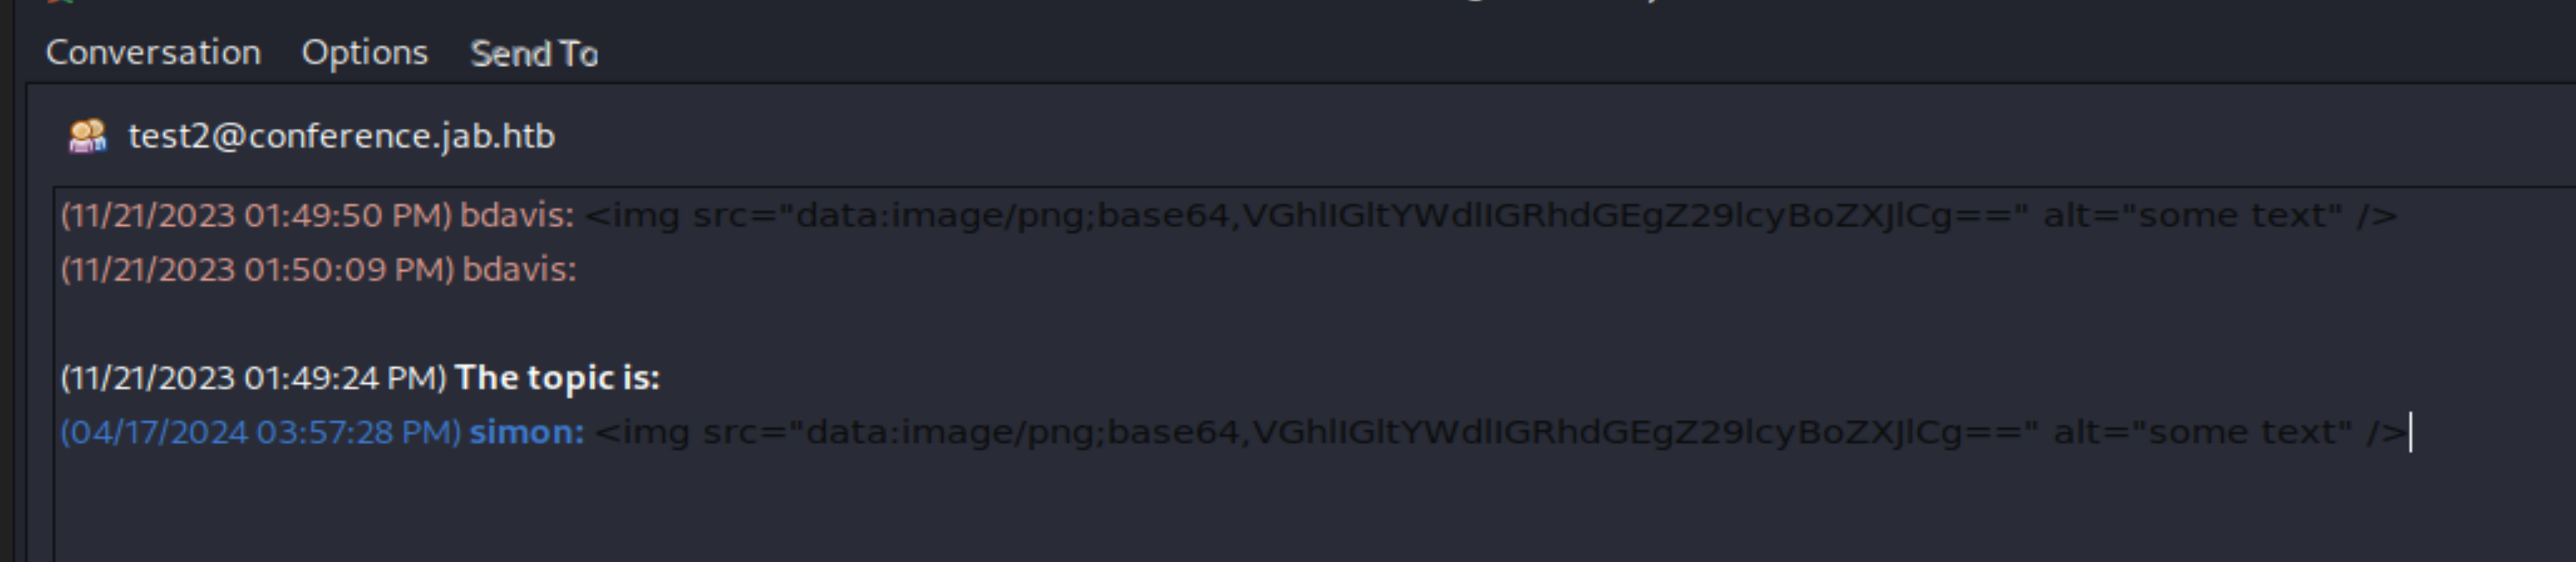 Conversation Options Send To
test2@conference.jab.htb
(11/21/2023 01:49:50 PM) bdavis: <img src="data:image/png;base64,VGhlIGltYWdlIGRhdGEgZ29lcyBoZXJlCg==" alt="some text" />
(11/21/2023 01:50:09 PM) bdavis:
(11/21/2023 01:49:24 PM) The topic is:
(04/17/2024 03:57:28 PM) simon: <img src="data:image/png;base64,VGhlIGltYWdlIGRhdGEgZ29lcyBoZXJlCg==" alt="some text" />